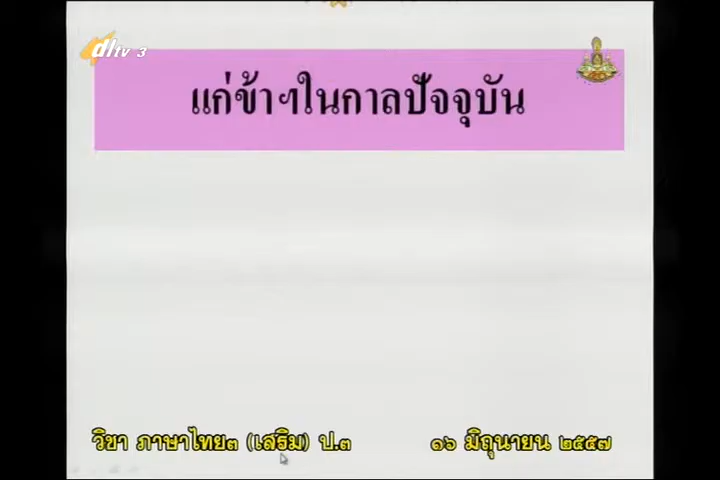 dltv 3
แก่ข้าฯในกาลปัจจุบัน
วิชา ภาษาไทย๓ (เสริม) ป.๓
๑๖ มิถุนายน ๒๕๕๗